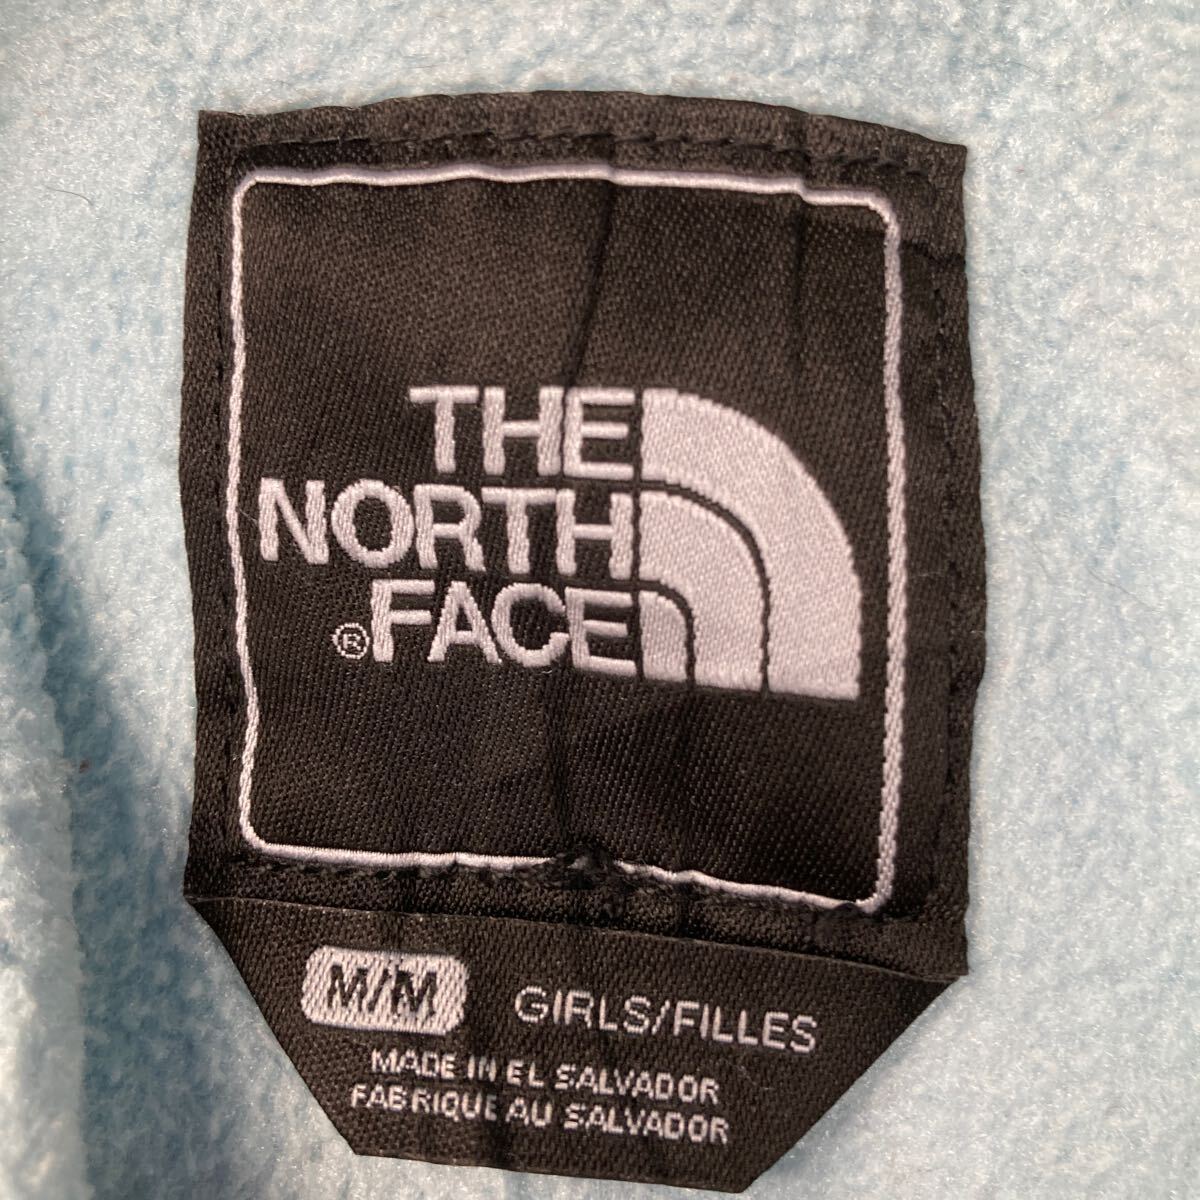 THE
NORTH
®FACE
M/M GIRLS/FILLES
MADE IN EL SALVADOR
FABRIQUE AU SALVADOR